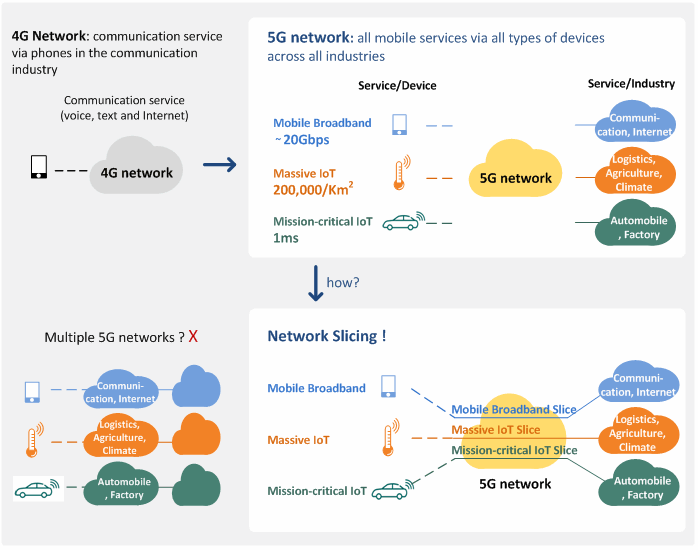 4G Network: communication service
via phones in the communication
industry
Communication service
(voice, text and Internet)
4G network
5G network: all mobile services via all types of devices
across all industries
Service/Device
Service/Industry
Mobile Broadband
~20Gbps
Communi-
cation, Internet
Massive IoT
200,000/Km²
5G network
Logistics,
Agriculture,
Climate
Mission-critical IoT
1ms
Automobile
, Factory
how?
Multiple 5G networks ? X
Communi-
cation, Internet
Logistics,
Agriculture,
Climate
Automobile
, Factory
Network Slicing !
Mobile Broadband
Mobile Broadband Slice
Communi-
cation, Internet
Massive IoT
Massive IoT Slice
Logistics,
Agriculture,
Climate
Mission-critical IoT
Mission-critical IoT Slice
5G network
Automobile
, Factory